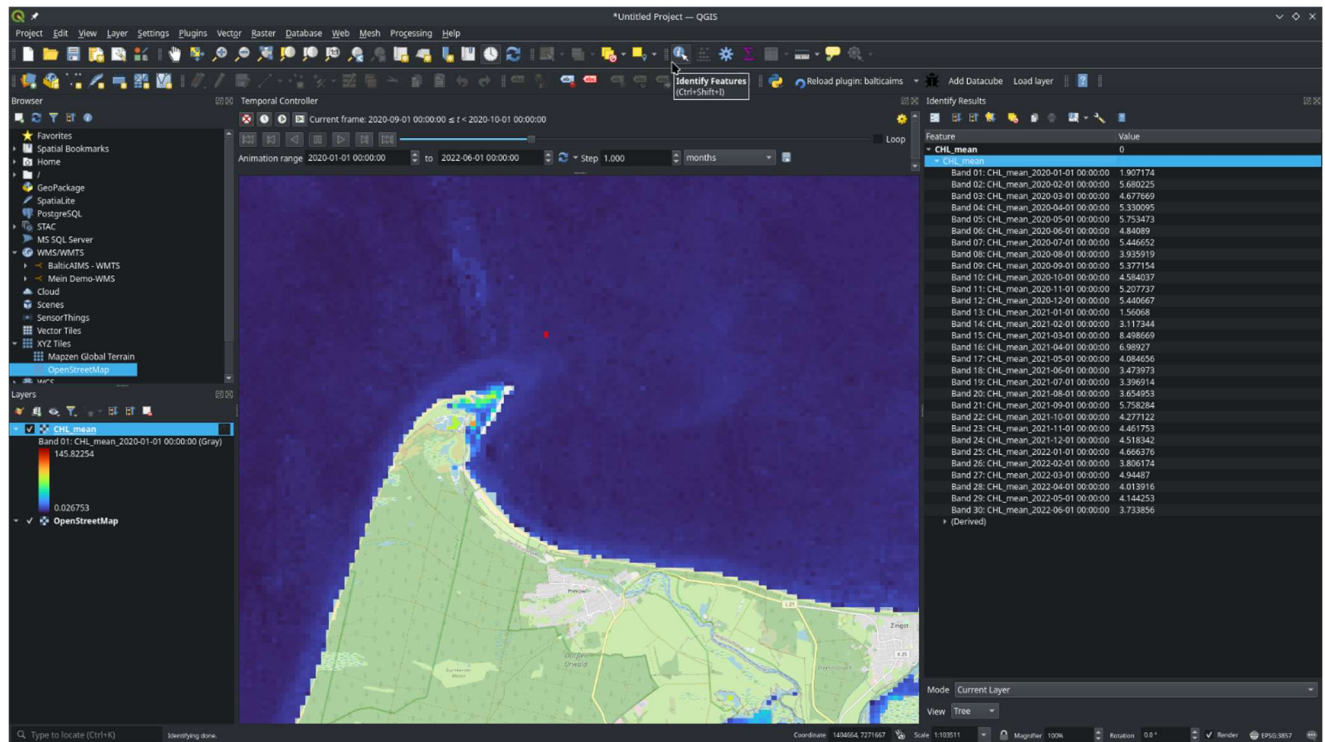 *Untitled Project — QGIS
Project Edit View Layer Settings Plugins Vector Raster Database Web Mesh Processing Help
Reload plugin: balticaims Add Datacube Load layer
Identify Features
(Ctrl+Shift+I)
Browser
Favorites
Spatial Bookmarks
Home
/
GeoPackage
SpatiaLite
PostgreSQL
STAC
MS SQL Server
WMS/WMTS
BalticAIMS - WMTS
Mein Demo-WMS
Cloud
Scenes
SensorThings
Vector Tiles
XYZ Tiles
Mapzen Global Terrain
OpenStreetMap
WCS
Layers
CHL_mean
Band 01: CHL_mean_2020-01-01 00:00:00 (Gray)
145.82254
0.026753
OpenStreetMap
Temporal Controller
Current frame: 2020-09-01 00:00:00 ≤ t < 2020-10-01 00:00:00
Loop
Animation range 2020-01-01 00:00:00 to 2022-06-01 00:00:00 Step 1.000 months
Prerow
L 21
Zingst
K 25
Osterwald
Identify Results
Feature Value
CHL_mean 0
CHL_mean
Band 01: CHL_mean_2020-01-01 00:00:00 1.907174
Band 02: CHL_mean_2020-02-01 00:00:00 5.680225
Band 03: CHL_mean_2020-03-01 00:00:00 4.677669
Band 04: CHL_mean_2020-04-01 00:00:00 5.330095
Band 05: CHL_mean_2020-05-01 00:00:00 5.753473
Band 06: CHL_mean_2020-06-01 00:00:00 4.84089
Band 07: CHL_mean_2020-07-01 00:00:00 5.446652
Band 08: CHL_mean_2020-08-01 00:00:00 3.935919
Band 09: CHL_mean_2020-09-01 00:00:00 5.377154
Band 10: CHL_mean_2020-10-01 00:00:00 4.584037
Band 11: CHL_mean_2020-11-01 00:00:00 5.207737
Band 12: CHL_mean_2020-12-01 00:00:00 5.440667
Band 13: CHL_mean_2021-01-01 00:00:00 1.56068
Band 14: CHL_mean_2021-02-01 00:00:00 3.117344
Band 15: CHL_mean_2021-03-01 00:00:00 8.498669
Band 16: CHL_mean_2021-04-01 00:00:00 6.98927
Band 17: CHL_mean_2021-05-01 00:00:00 4.084656
Band 18: CHL_mean_2021-06-01 00:00:00 3.473973
Band 19: CHL_mean_2021-07-01 00:00:00 3.396914
Band 20: CHL_mean_2021-08-01 00:00:00 3.654953
Band 21: CHL_mean_2021-09-01 00:00:00 5.758284
Band 22: CHL_mean_2021-10-01 00:00:00 4.277122
Band 23: CHL_mean_2021-11-01 00:00:00 4.461753
Band 24: CHL_mean_2021-12-01 00:00:00 4.518342
Band 25: CHL_mean_2022-01-01 00:00:00 4.666376
Band 26: CHL_mean_2022-02-01 00:00:00 3.806174
Band 27: CHL_mean_2022-03-01 00:00:00 4.94487
Band 28: CHL_mean_2022-04-01 00:00:00 4.013916
Band 29: CHL_mean_2022-05-01 00:00:00 4.144253
Band 30: CHL_mean_2022-06-01 00:00:00 3.733856
(Derived)
Mode Current Layer
View Tree
Type to locate (Ctrl+K) Identifying done. Coordinate 1404664, 7271667 Scale 1:103511 Magnifier 100% Rotation 0.0 ° Render EPSG:3857